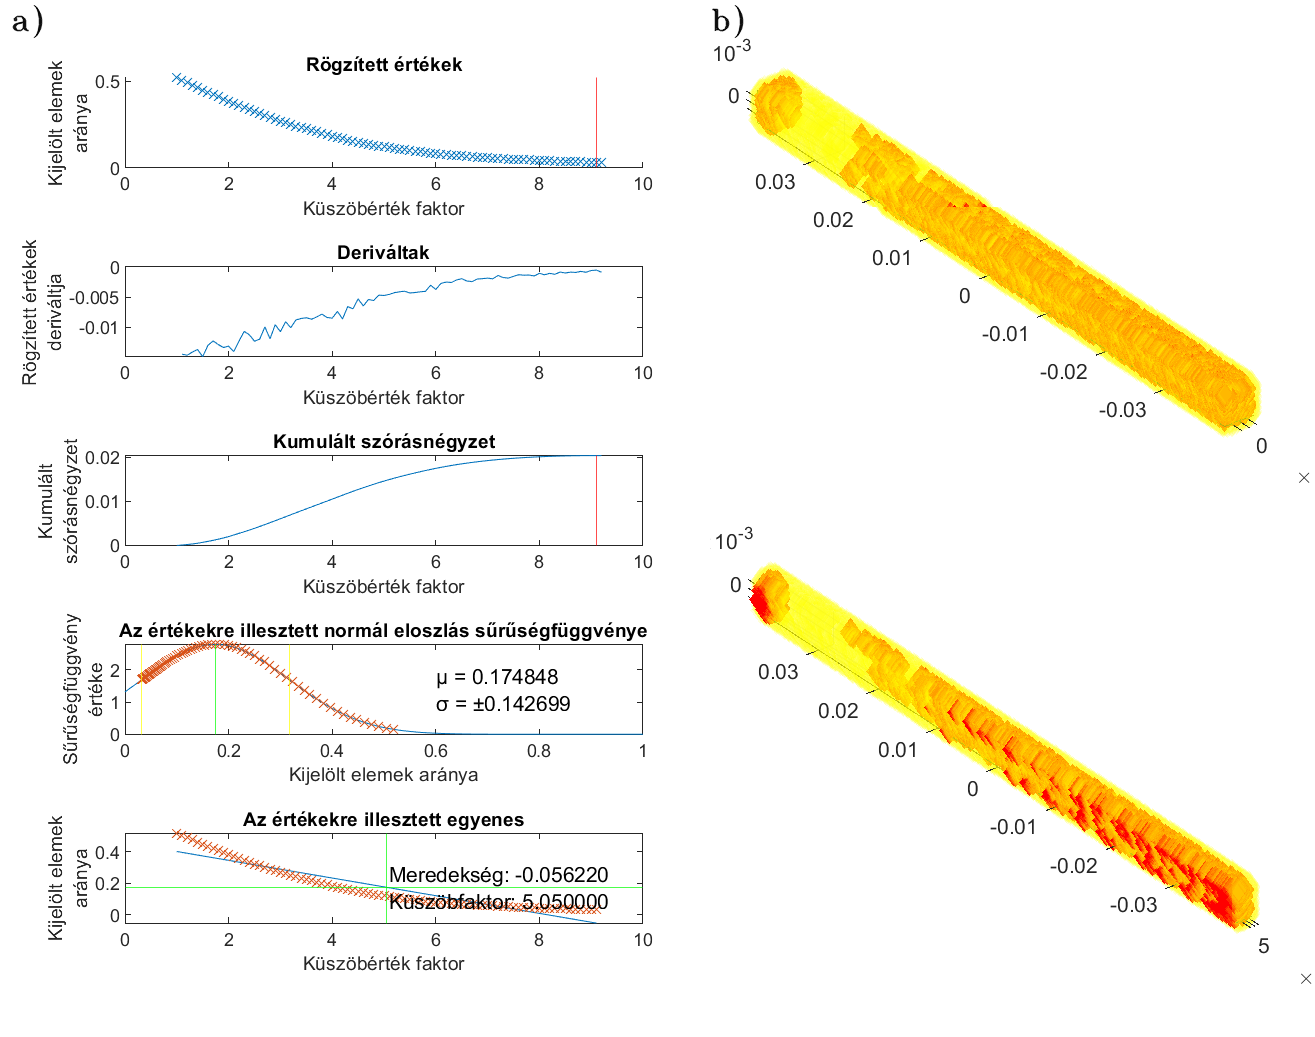 a)
Rögzített értékek
Kijelölt elemek
aránya
0.5
0
0 2 4 6 8 10
Küszöbérték faktor
Deriváltak
Rögzített értékek
deriváltja
0
-0.005
-0.01
0 2 4 6 8 10
Küszöbérték faktor
Kumulált szórásnégyzet
Kumulált
szórásnégyzet
0.02
0.01
0
0 2 4 6 8 10
Küszöbérték faktor
Az értékekre illesztett normál eloszlás sűrűségfüggvénye
Sűrűségfüggvény
értéke
2
1
0
μ = 0.174848
σ = ±0.142699
0 0.2 0.4 0.6 0.8 1
Kijelölt elemek aránya
Az értékekre illesztett egyenes
Kijelölt elemek
aránya
0.4
0.2
0
Meredekség: -0.056220
Küszöbfaktor: 5.050000
0 2 4 6 8 10
Küszöbérték faktor
b)
10-3
0
0.03
0.02
0.01
0
-0.01
-0.02
-0.03
0
×
10-3
0
0.03
0.02
0.01
0
-0.01
-0.02
-0.03
5
×